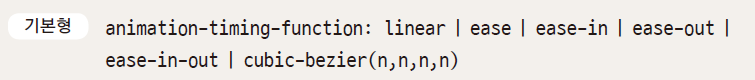 기본형 animation-timing-function: linear | ease | ease-in | ease-out |
ease-in-out | cubic-bezier(n,n,n,n)